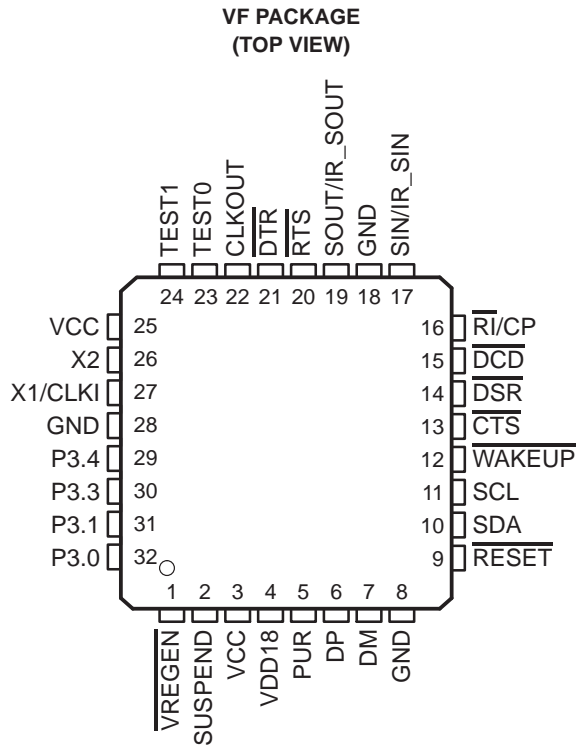 VF PACKAGE
(TOP VIEW)
TEST1
TEST0
CLKOUT
DTR
RTS
SOUT/IR_SOUT
GND
SIN/IR_SIN
24 23 22 21 20 19 18 17
VCC 25
X2 26
X1/CLKI 27
GND 28
P3.4 29
P3.3 30
P3.1 31
P3.0 32
16 RI/CP
15 DCD
14 DSR
13 CTS
12 WAKEUP
11 SCL
10 SDA
9 RESET
1 2 3 4 5 6 7 8
VREGEN
SUSPEND
VCC
VDD18
PUR
DP
DM
GND